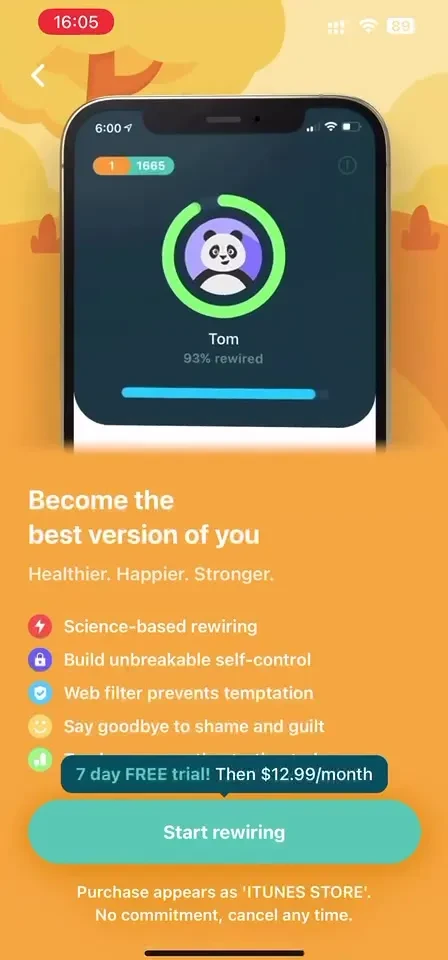 16:05
89
6:00
1 1665
Tom
93% rewired
Become the
best version of you
Healthier. Happier. Stronger.
Science-based rewiring
Build unbreakable self-control
Web filter prevents temptation
Say goodbye to shame and guilt
7 day FREE trial! Then $12.99/month
Start rewiring
Purchase appears as 'ITUNES STORE'.
No commitment, cancel any time.